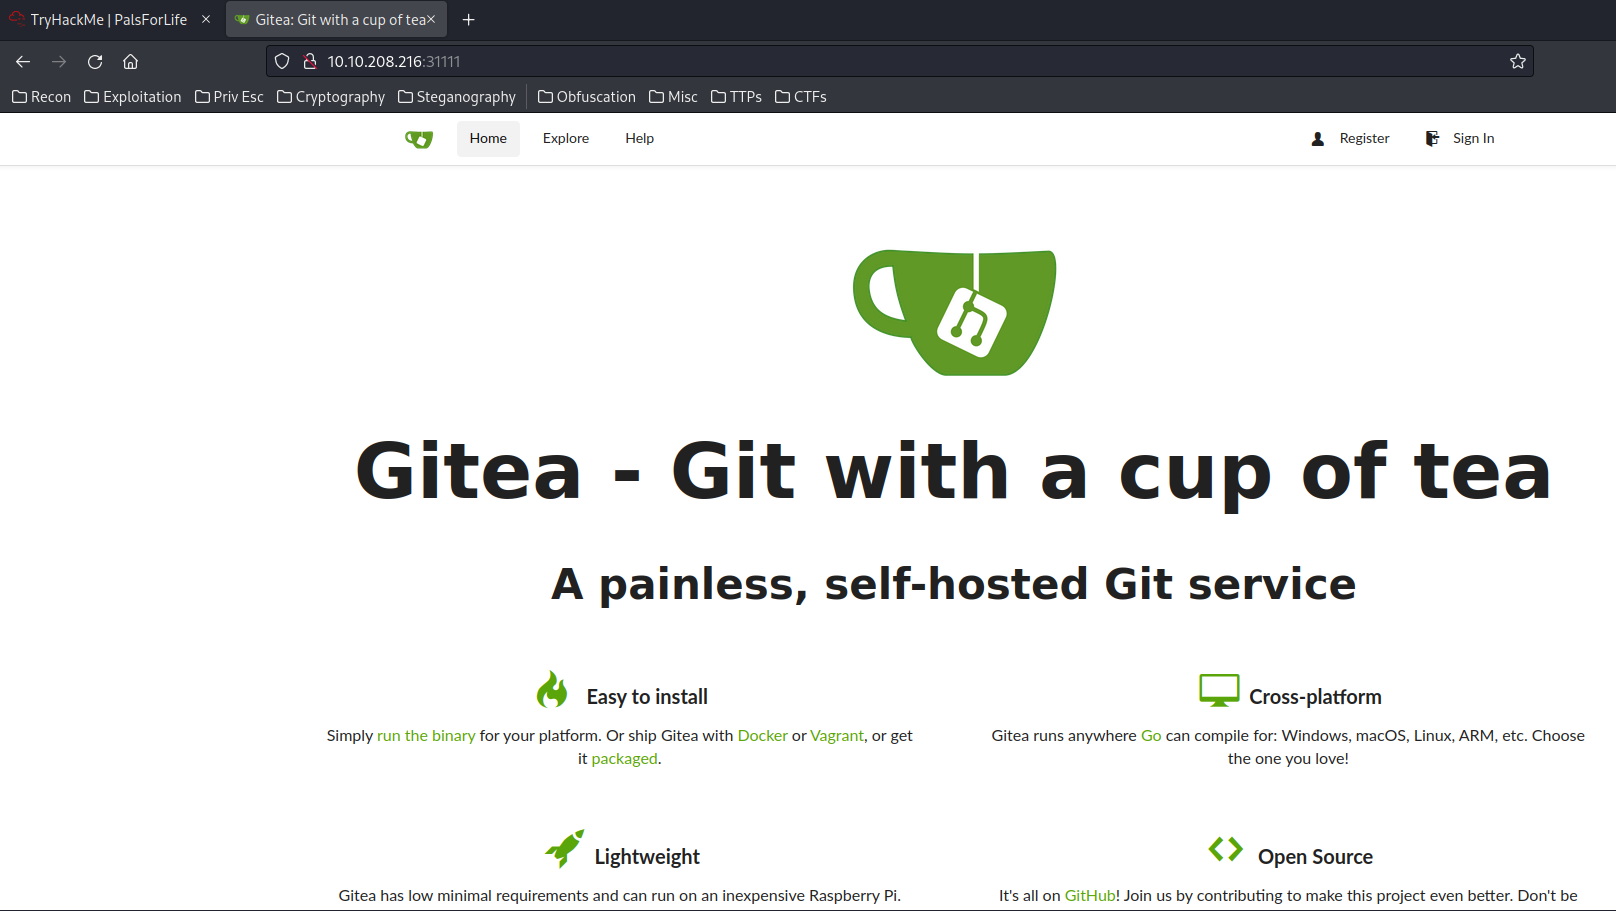 TryHackMe | PalsForLife
Gitea: Git with a cup of tea
10.10.208.216:31111
Recon Exploitation Priv Esc Cryptography Steganography Obfuscation Misc TTPs CTFs
Home Explore Help Register Sign In
Gitea - Git with a cup of tea
A painless, self-hosted Git service
Easy to install
Simply run the binary for your platform. Or ship Gitea with Docker or Vagrant, or get
it packaged.
Cross-platform
Gitea runs anywhere Go can compile for: Windows, macOS, Linux, ARM, etc. Choose
the one you love!
Lightweight
Gitea has low minimal requirements and can run on an inexpensive Raspberry Pi.
Open Source
It's all on GitHub! Join us by contributing to make this project even better. Don't be